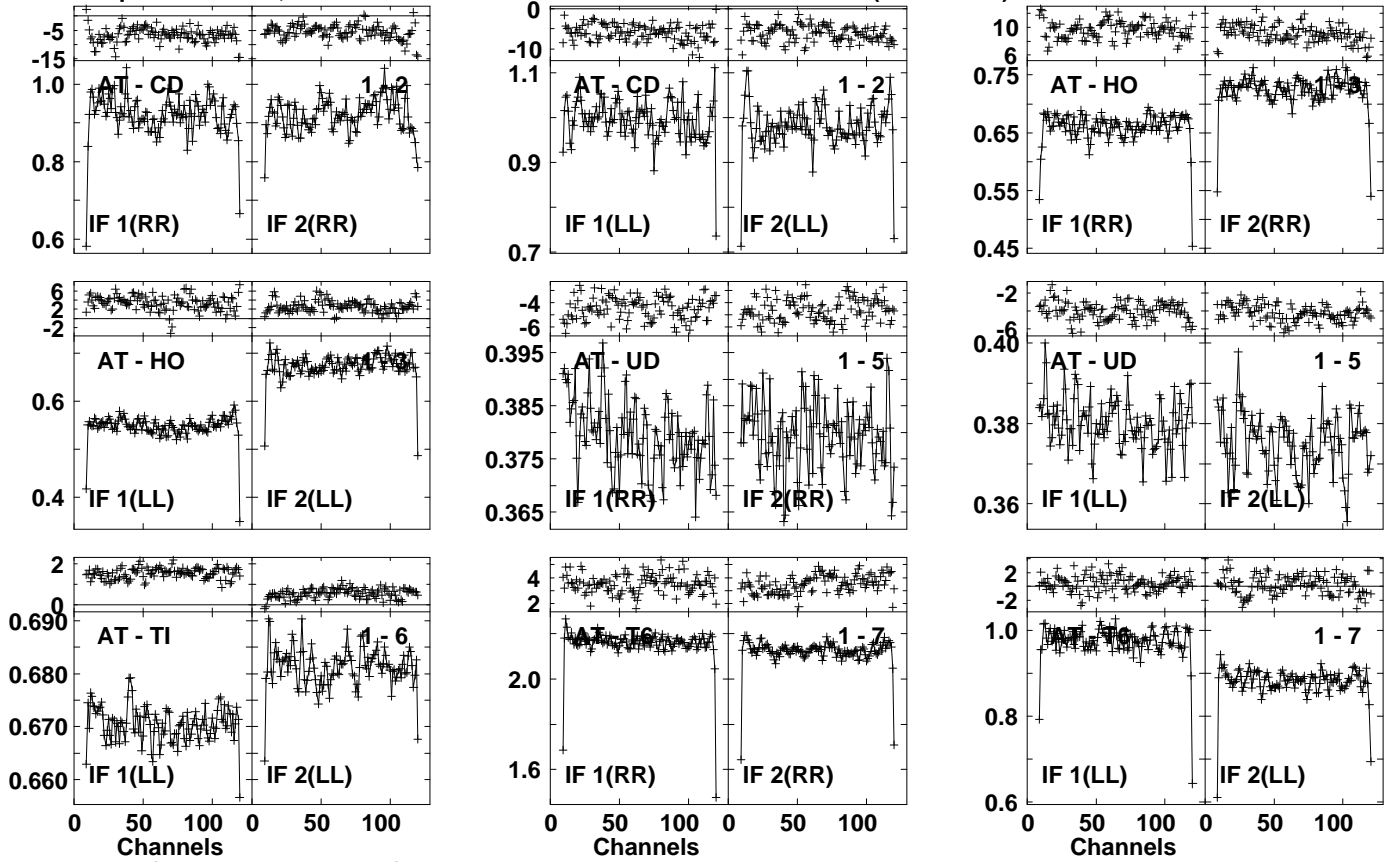 -5
-15
AT - CD
1 - 2
1.0
0.8
0.6
IF 1(RR)
IF 2(RR)
0
-10
AT - CD
1 - 2
1.1
0.9
0.7
IF 1(LL)
IF 2(LL)
10
6
AT - HO
1 - 3
0.75
0.65
0.55
0.45
IF 1(RR)
IF 2(RR)
6
4
2
-2
AT - HO
1 - 3
0.6
0.4
IF 1(LL)
IF 2(LL)
-4
-6
AT - UD
1 - 5
0.395
0.385
0.375
0.365
IF 1(RR)
IF 2(RR)
-2
-6
AT - UD
1 - 5
0.40
0.38
0.36
IF 1(LL)
IF 2(LL)
2
0
AT - TI
1 - 6
0.690
0.680
0.670
0.660
IF 1(LL)
IF 2(LL)
0 100 0 100
Channels
4
2
AT - T6
1 - 7
2.0
1.6
IF 1(RR)
IF 2(RR)
0 100 0 100
Channels
2
-2
AT - T6
1 - 7
1.0
0.8
0.6
IF 1(LL)
IF 2(LL)
0 100 0 100
Channels